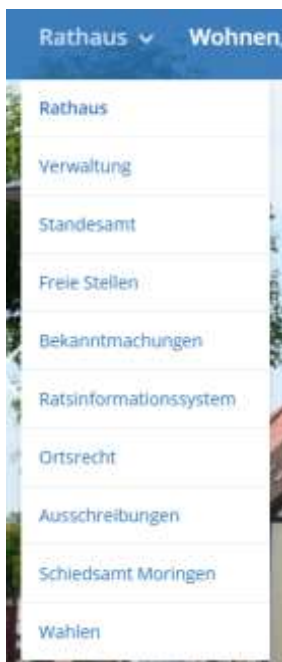 Rathaus Wohnen,
Rathaus
Verwaltung
Standesamt
Freie Stellen
Bekanntmachungen
Ratsinformationssystem
Ortsrecht
Ausschreibungen
Schiedsamt Moringen
Wahlen